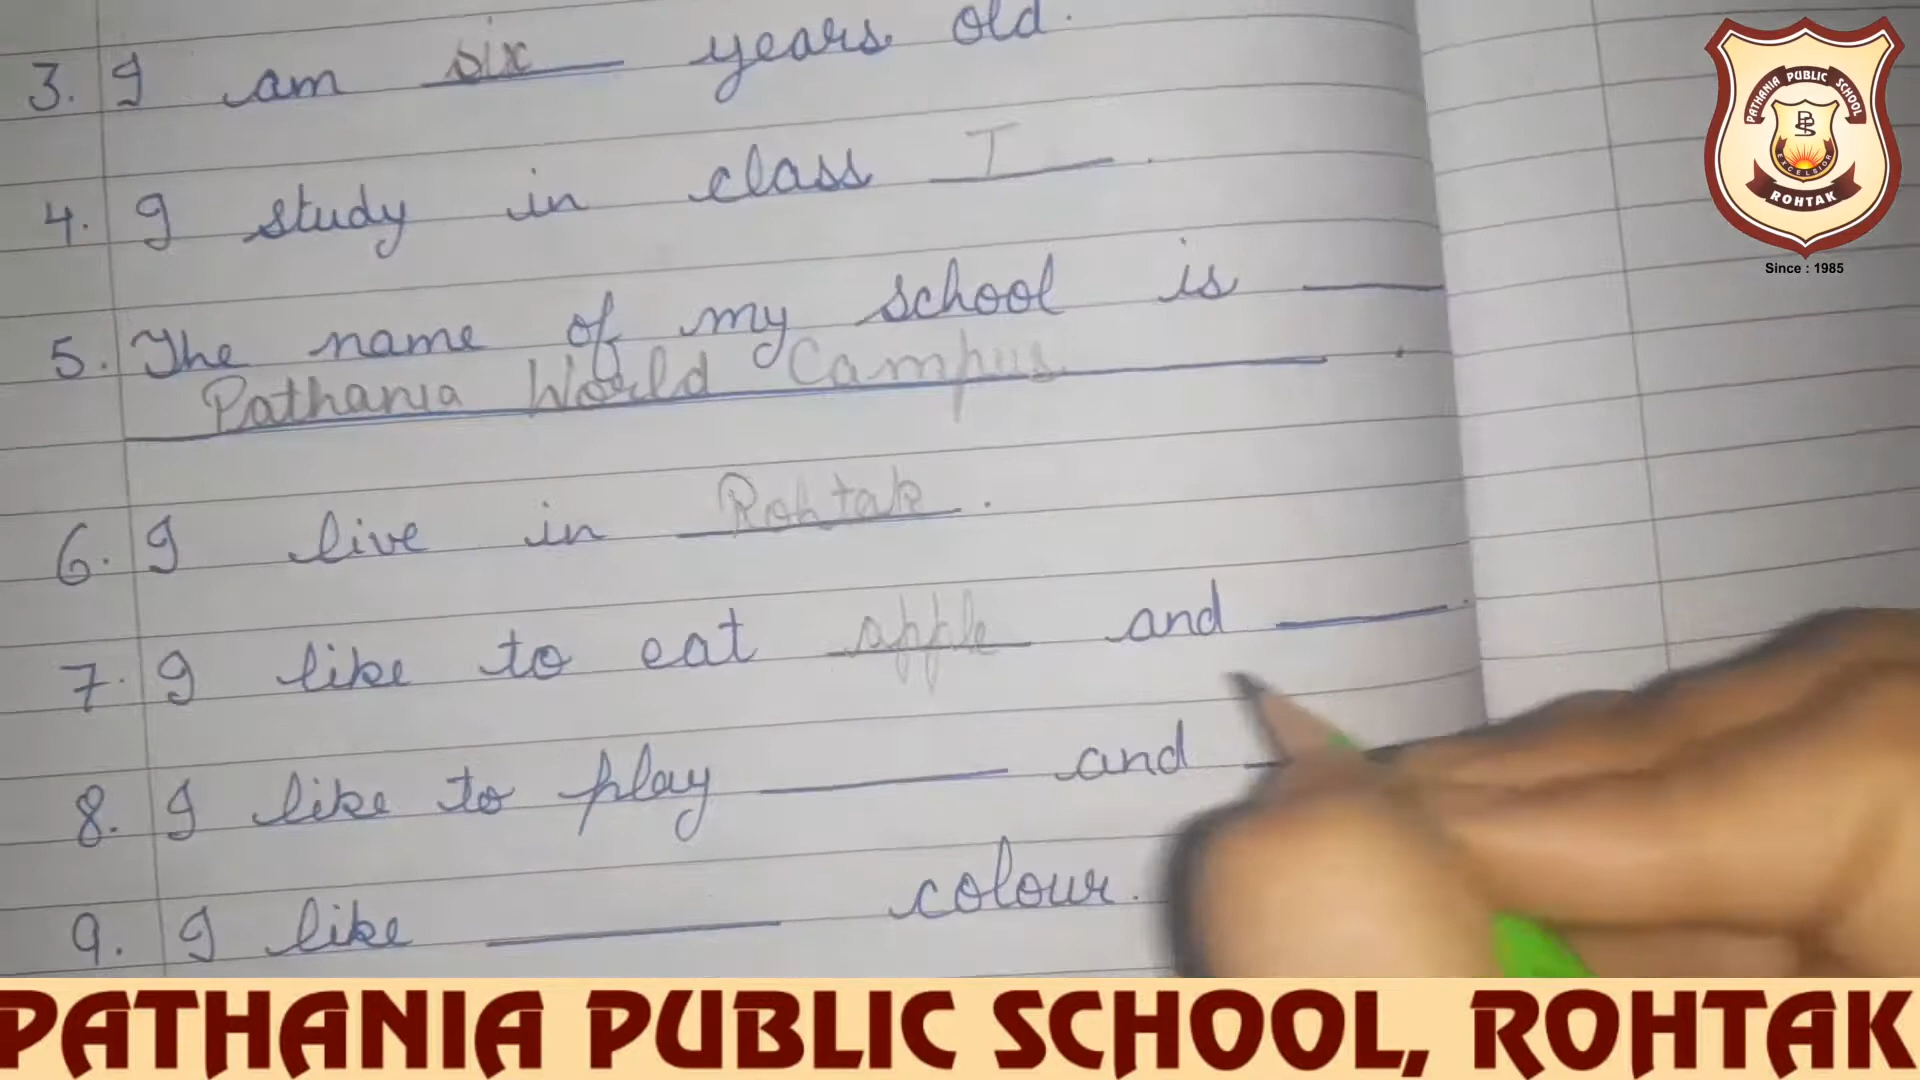 3. I am six years old.
4. I study in class I .
5. The name of my school is
Pathania World Campus .
6. I live in Rohtak .
7. I like to eat apple and .
8. I like to play and
9. I like colour.
PATHANIA PUBLIC SCHOOL
PPS
EXCELSIOR
ROHTAK
Since : 1985
PATHANIA PUBLIC SCHOOL, ROHTAK